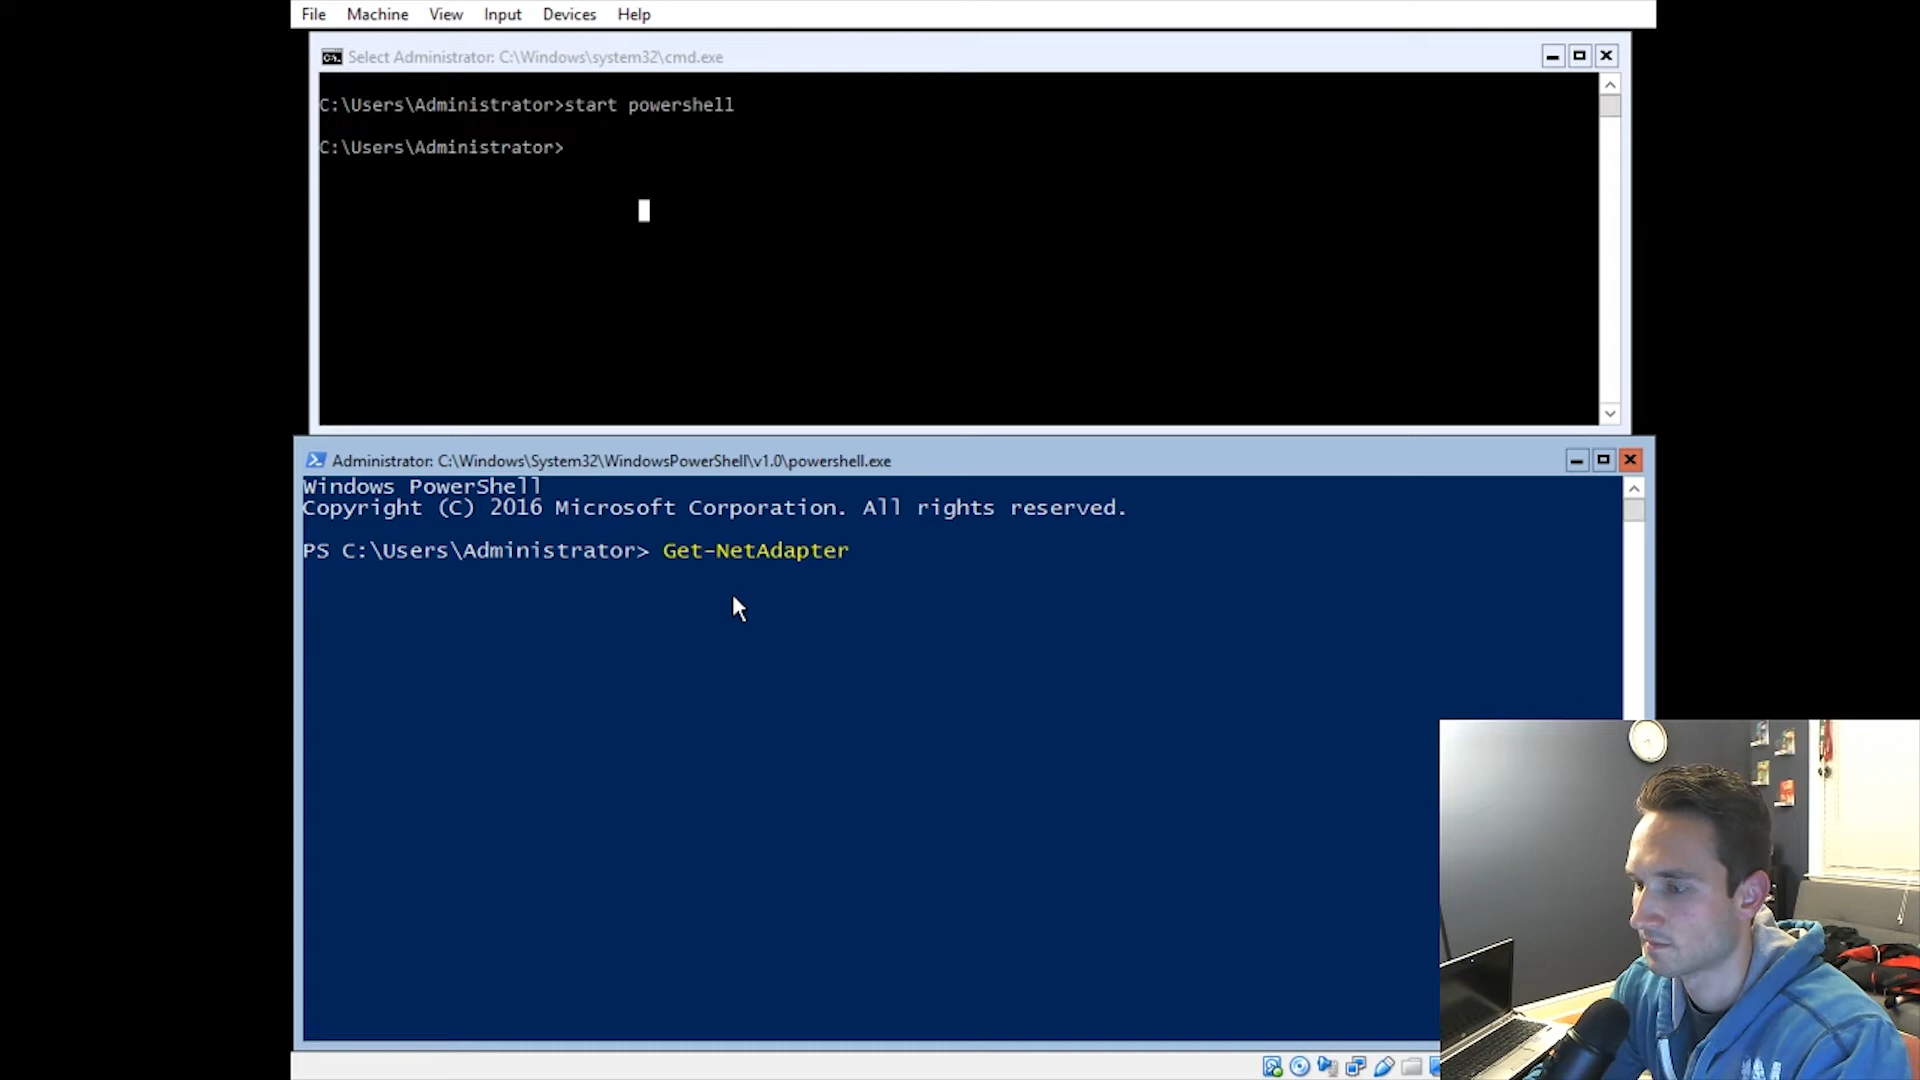 File Machine View Input Devices Help
Select Administrator: C:\Windows\system32\cmd.exe
C:\Users\Administrator>start powershell
C:\Users\Administrator>
Administrator: C:\Windows\System32\WindowsPowerShell\v1.0\powershell.exe
Windows PowerShell
Copyright (C) 2016 Microsoft Corporation. All rights reserved.
PS C:\Users\Administrator> Get-NetAdapter